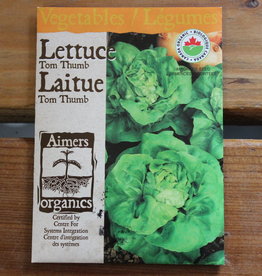 Vegetables / Légumes
Lettuce
Tom Thumb
Laitue
Tom Thumb
Aimers
organics
Certified by
Centre For
Systems Integration
Centre d'intégration
des systèmes